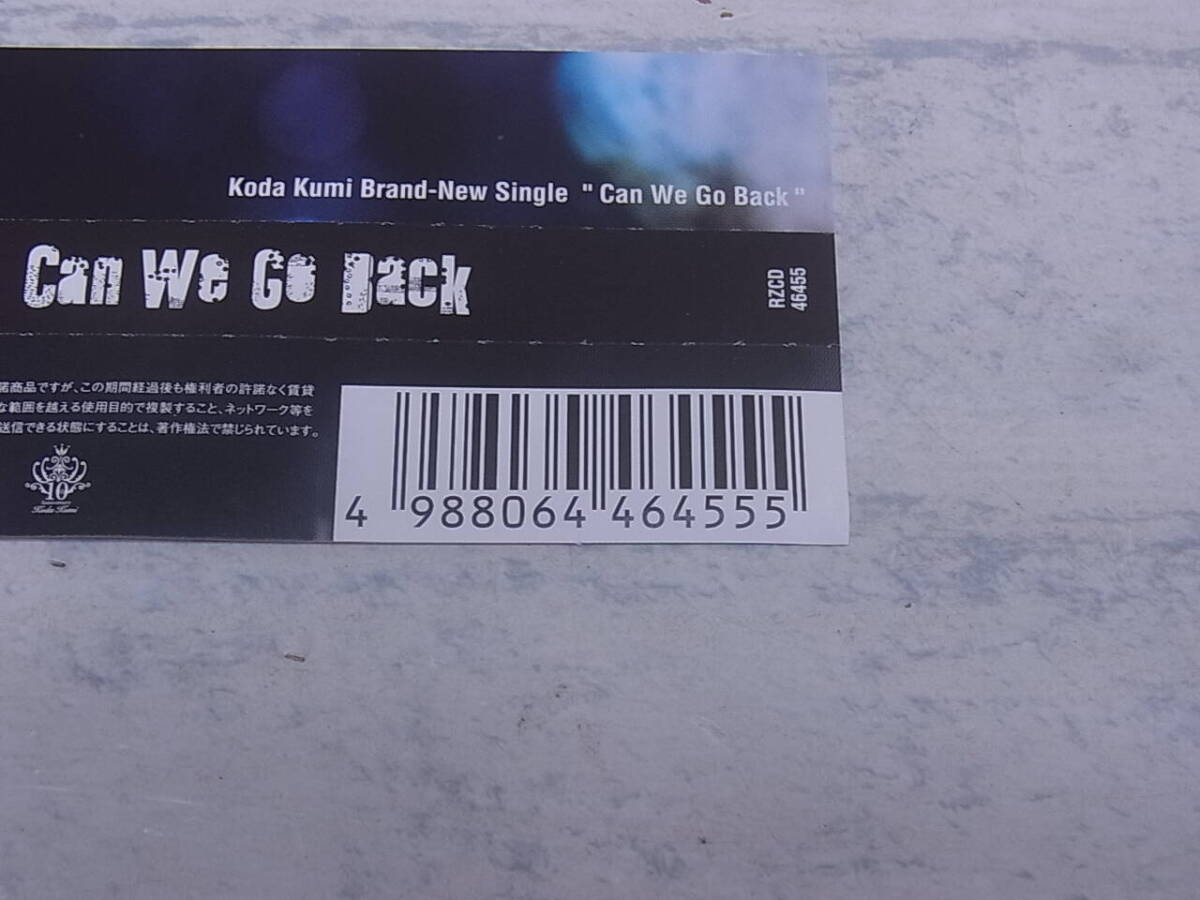 Koda Kumi Brand-New Single " Can We Go Back "
Can We Go Back
RZCD
46455
諾商品ですが、この期間経過後も権利者の許諾なく賃貸
な範囲を越える使用目的で複製すること、ネットワーク等を
送信できる状態にすることは、著作権法で禁じられています。
10
Koda Kumi
4 988064 464555